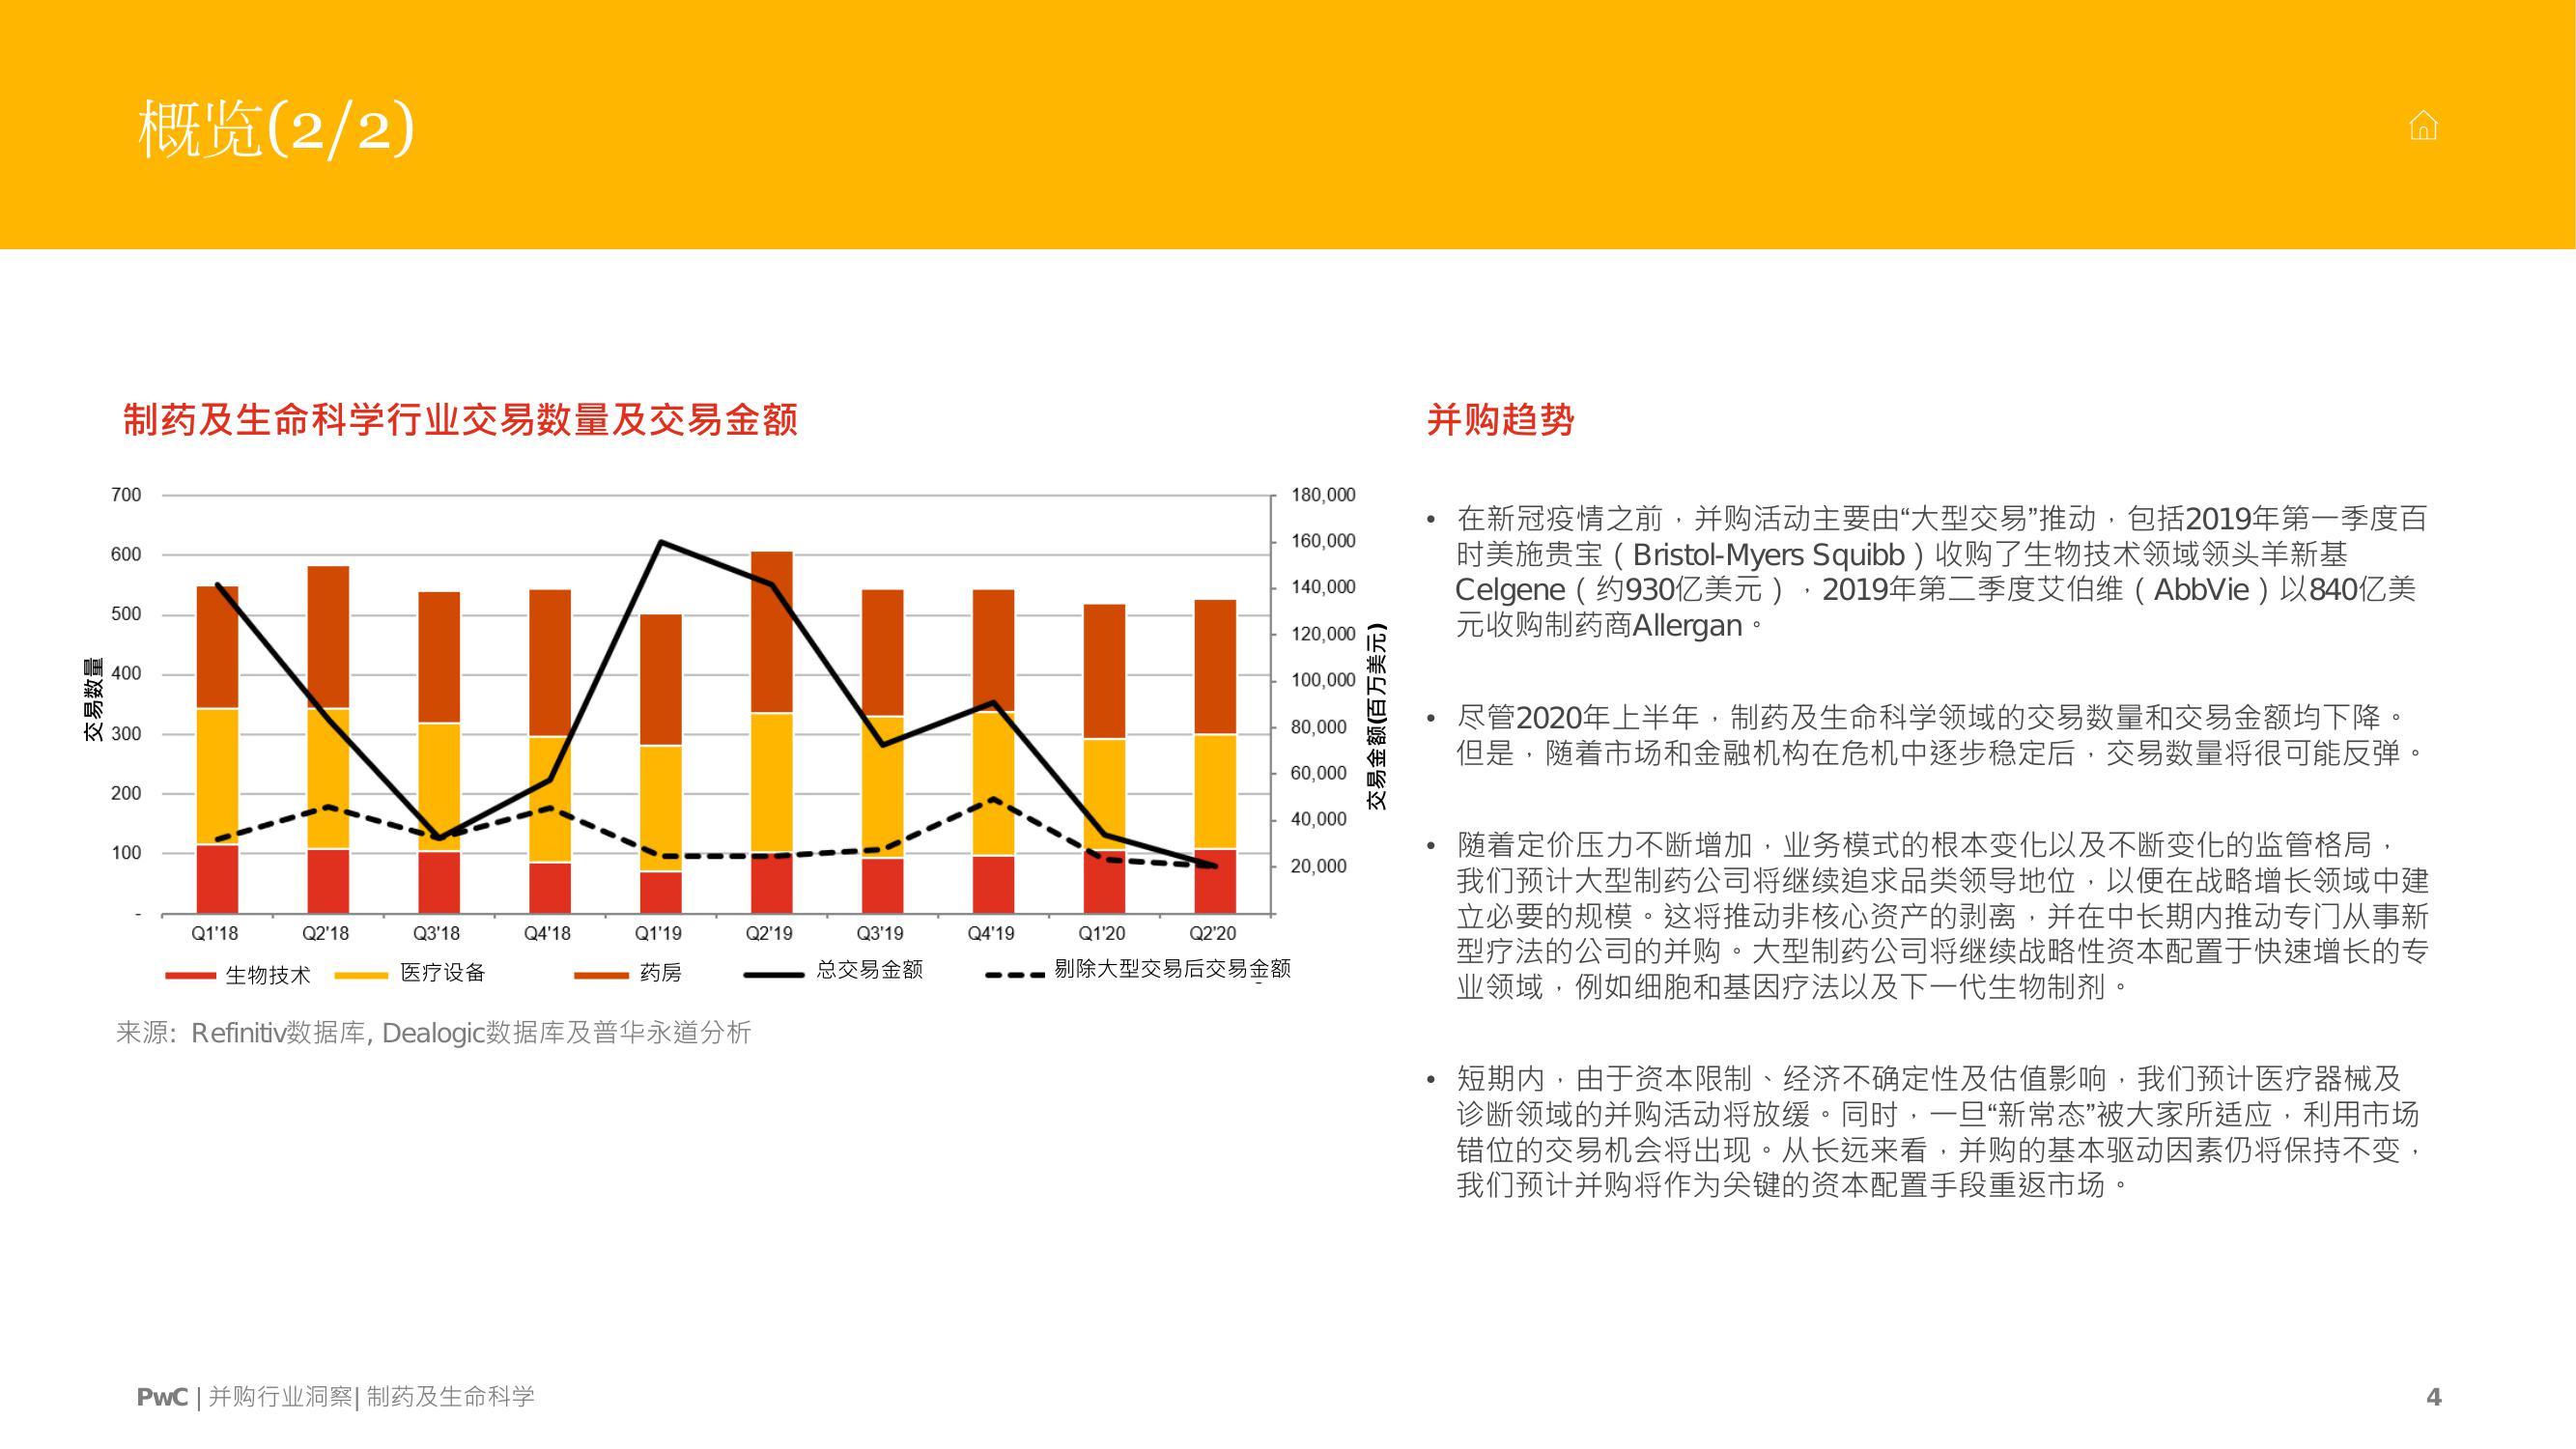 概览(2/2)
制药及生命科学行业交易数量及交易金额
700
600
500
400
300
200
100
-
交易数量
180,000
160,000
140,000
120,000
100,000
80,000
60,000
40,000
20,000
交易金额(百万美元)
Q1'18 Q2'18 Q3'18 Q4'18 Q1'19 Q2'19 Q3'19 Q4'19 Q1'20 Q2'20
生物技术 医疗设备 药房 总交易金额 剔除大型交易后交易金额
来源: Refinitiv数据库, Dealogic数据库及普华永道分析
并购趋势
• 在新冠疫情之前，并购活动主要由“大型交易”推动，包括2019年第一季度百
时美施贵宝（Bristol-Myers Squibb）收购了生物技术领域领头羊新基
Celgene（约930亿美元），2019年第二季度艾伯维（AbbVie）以840亿美
元收购制药商Allergan。
• 尽管2020年上半年，制药及生命科学领域的交易数量和交易金额均下降。
但是，随着市场和金融机构在危机中逐步稳定后，交易数量将很可能反弹。
• 随着定价压力不断增加，业务模式的根本变化以及不断变化的监管格局，
我们预计大型制药公司将继续追求品类领导地位，以便在战略增长领域中建
立必要的规模。这将推动非核心资产的剥离，并在中长期内推动专门从事新
型疗法的公司的并购。大型制药公司将继续战略性资本配置于快速增长的专
业领域，例如细胞和基因疗法以及下一代生物制剂。
• 短期内，由于资本限制、经济不确定性及估值影响，我们预计医疗器械及
诊断领域的并购活动将放缓。同时，一旦“新常态”被大家所适应，利用市场
错位的交易机会将出现。从长远来看，并购的基本驱动因素仍将保持不变，
我们预计并购将作为关键的资本配置手段重返市场。
PwC | 并购行业洞察| 制药及生命科学
4